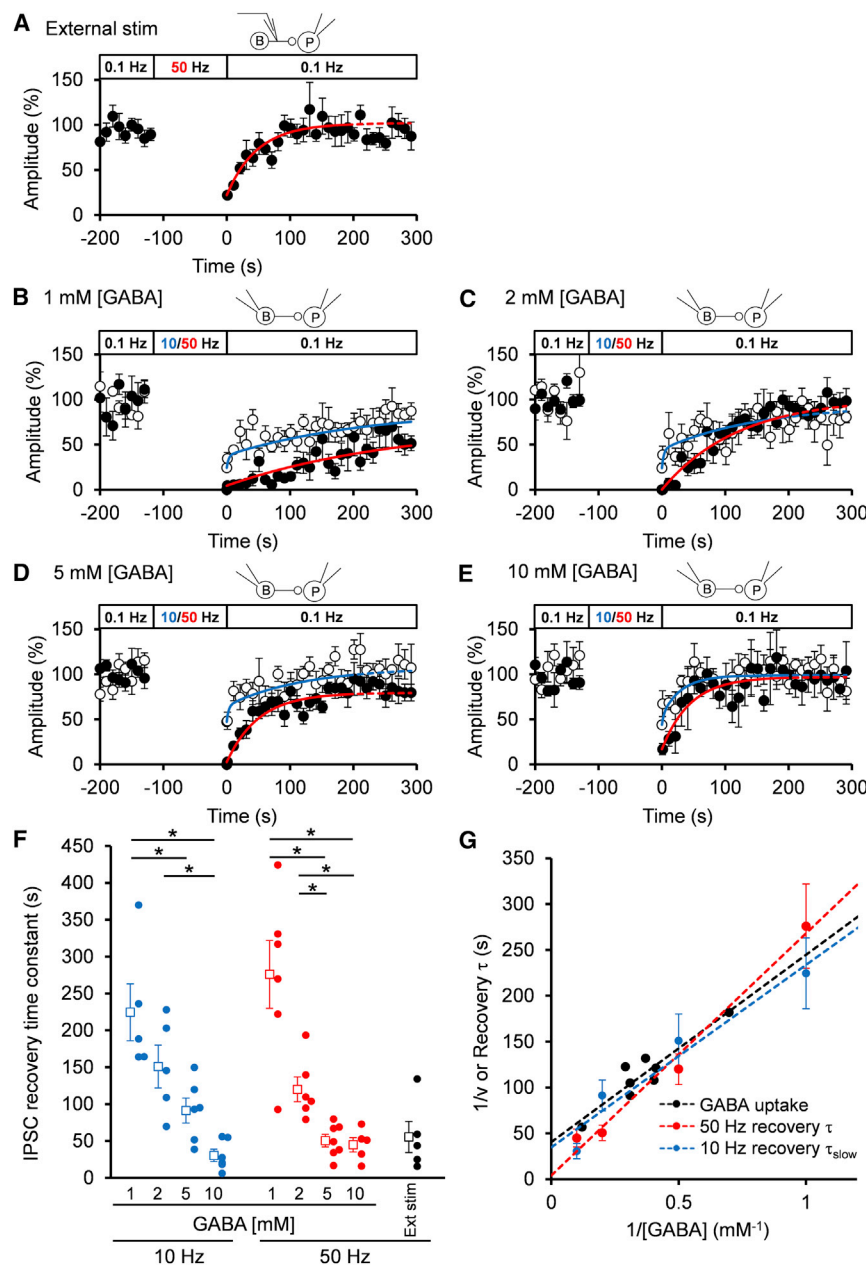 A
External stim
B
P
0.1 Hz
50 Hz
0.1 Hz
Amplitude (%)
150
100
50
0
-200
-100
0
100
200
300
Time (s)
B
1 mM [GABA]
B
P
0.1 Hz
10/50 Hz
0.1 Hz
Amplitude (%)
150
100
50
0
-200
-100
0
100
200
300
Time (s)
C
2 mM [GABA]
B
P
0.1 Hz
10/50 Hz
0.1 Hz
Amplitude (%)
150
100
50
0
-200
-100
0
100
200
300
Time (s)
D
5 mM [GABA]
B
P
0.1 Hz
10/50 Hz
0.1 Hz
Amplitude (%)
150
100
50
0
-200
-100
0
100
200
300
Time (s)
E
10 mM [GABA]
B
P
0.1 Hz
10/50 Hz
0.1 Hz
Amplitude (%)
150
100
50
0
-200
-100
0
100
200
300
Time (s)
F
IPSC recovery time constant (s)
450
400
350
300
250
200
150
100
50
0
*
*
*
*
*
*
*
1 2 5 10 1 2 5 10
Ext stim
GABA [mM]
10 Hz
50 Hz
G
1/v or Recovery τ (s)
350
300
250
200
150
100
50
0
GABA uptake
50 Hz recovery τ
10 Hz recovery τslow
0
0.5
1
1/[GABA] (mM⁻¹)